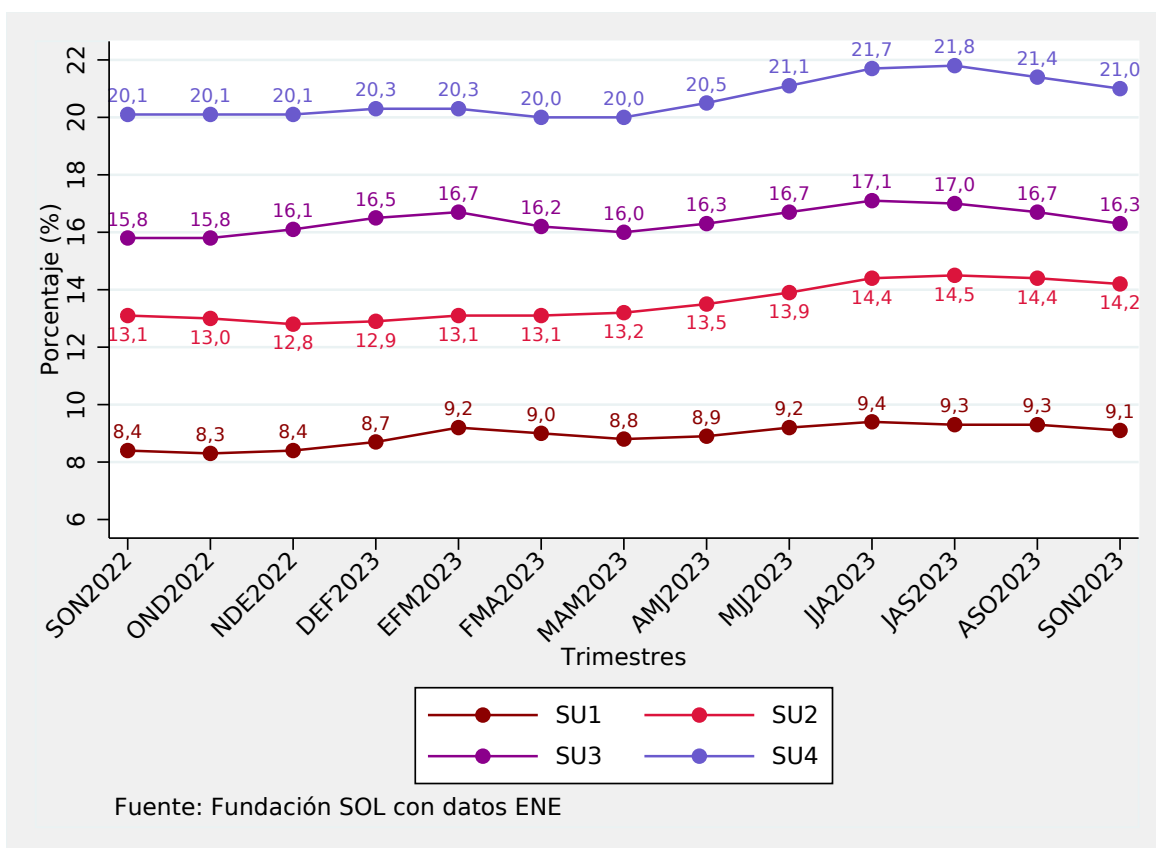 22
20
18
16
14
12
10
8
6
Porcentaje (%)
20,1 20,1 20,1 20,3 20,3 20,0 20,0 20,5 21,1 21,7 21,8 21,4 21,0
15,8 15,8 16,1 16,5 16,7 16,2 16,0 16,3 16,7 17,1 17,0 16,7 16,3
13,1 13,0 12,8 12,9 13,1 13,1 13,2 13,5 13,9 14,4 14,5 14,4 14,2
8,4 8,3 8,4 8,7 9,2 9,0 8,8 8,9 9,2 9,4 9,3 9,3 9,1
SON2022 OND2022 NDE2022 DEF2023 EFM2023 FMA2023 MAM2023 AMJ2023 MJJ2023 JJA2023 JAS2023 ASO2023 SON2023
Trimestres
SU1 SU2
SU3 SU4
Fuente: Fundación SOL con datos ENE